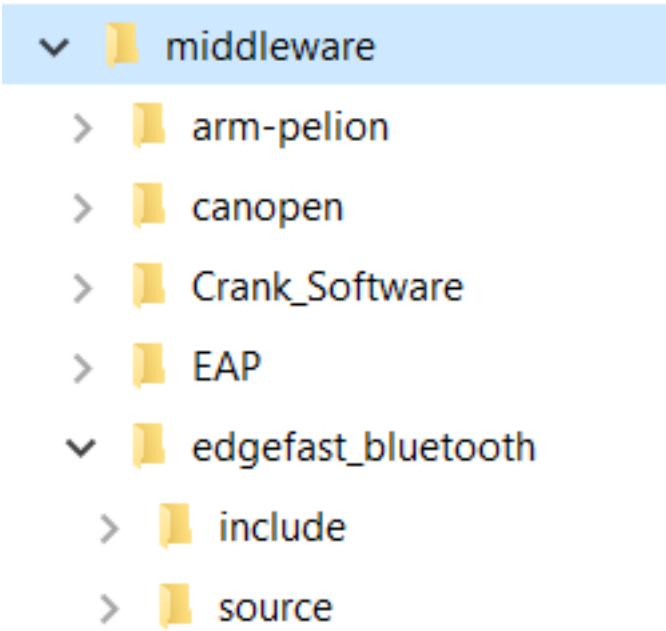 middleware
arm-pelion
canopen
Crank_Software
EAP
edgefast_bluetooth
include
source